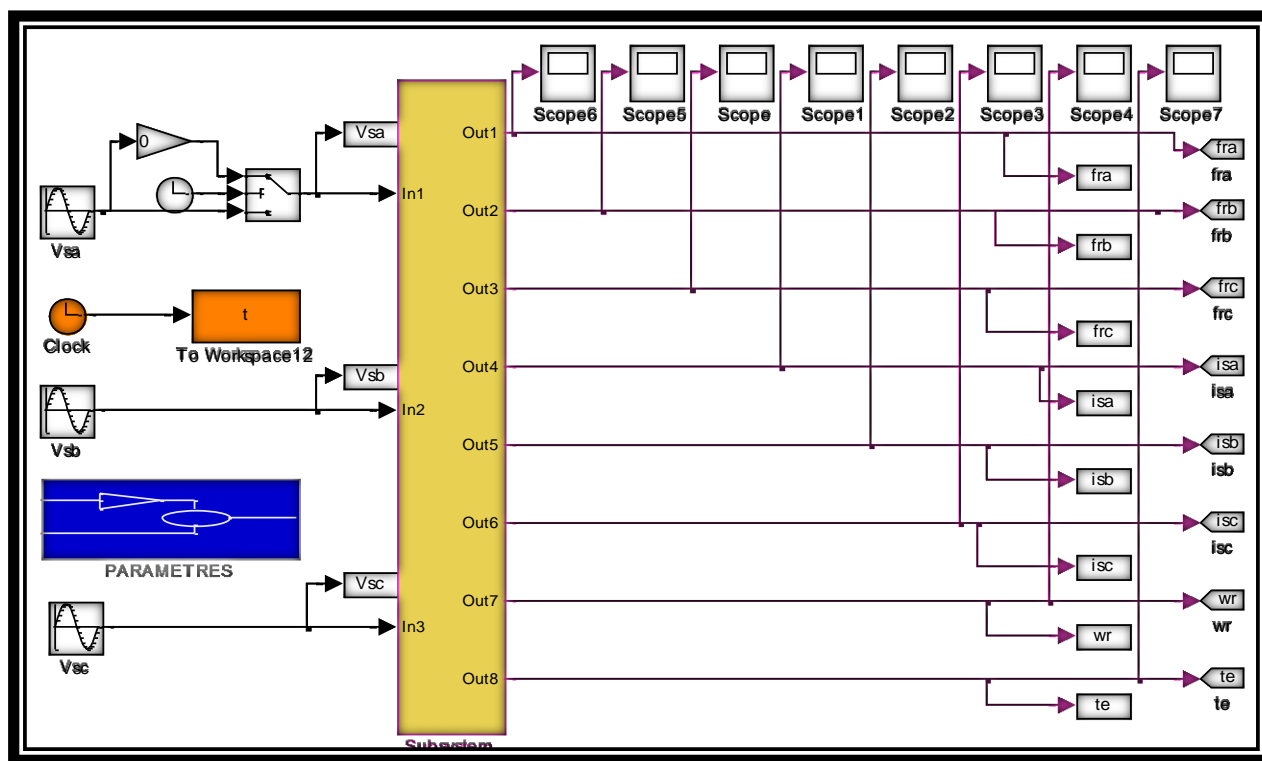 Scope6 Scope5 Scope Scope1 Scope2 Scope3 Scope4 Scope7
Vsa Out1
0 fra
fra
fra
In1
Vsa
Out2 frb
frb
frb
Out3 frc
frc
frc
t
Clock
To Workspace12
Vsb Out4 isa
isa
isa
In2
Vsb
Out5 isb
isb
isb
PARAMETRES
Out6 isc
isc
isc
Vsc Out7 wr
wr
wr
In3
Vsc
Out8 te
te
te
Subsystem